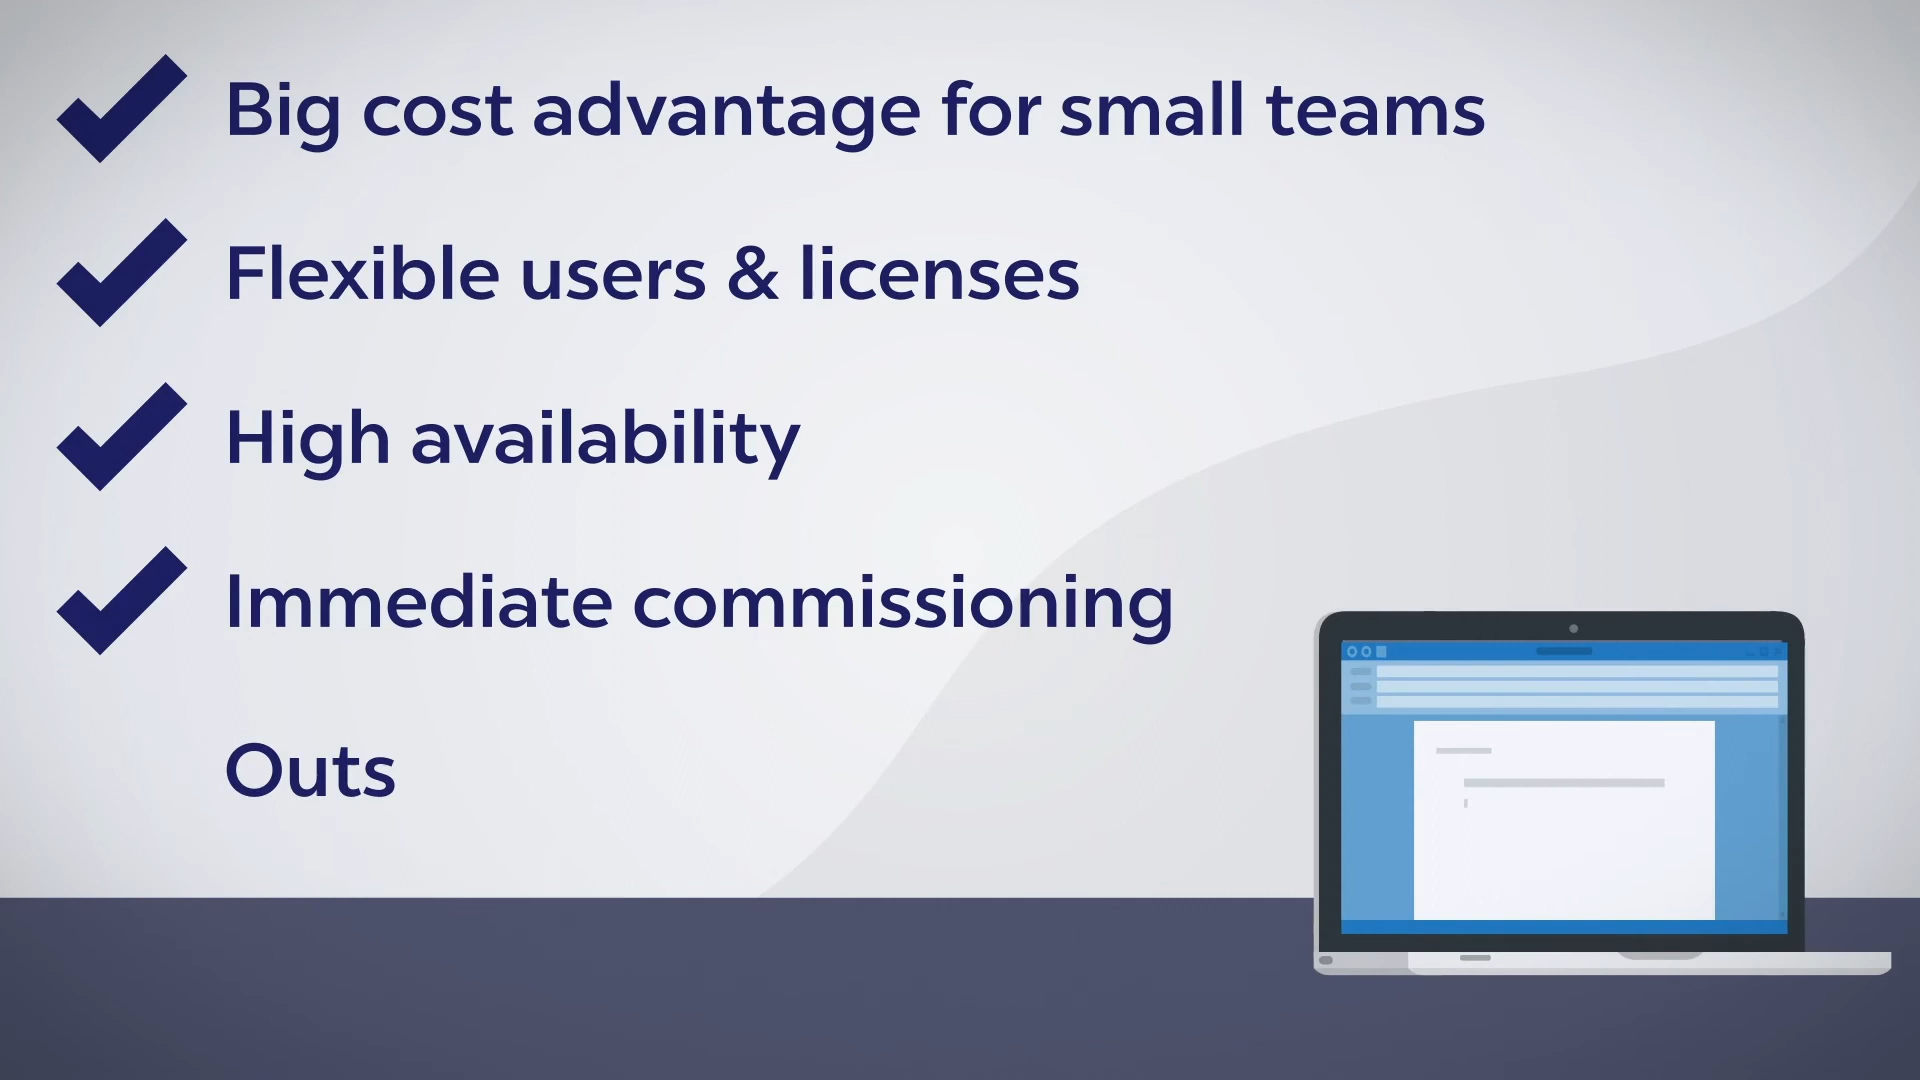 Big cost advantage for small teams
Flexible users & licenses
High availability
Immediate commissioning
Outs